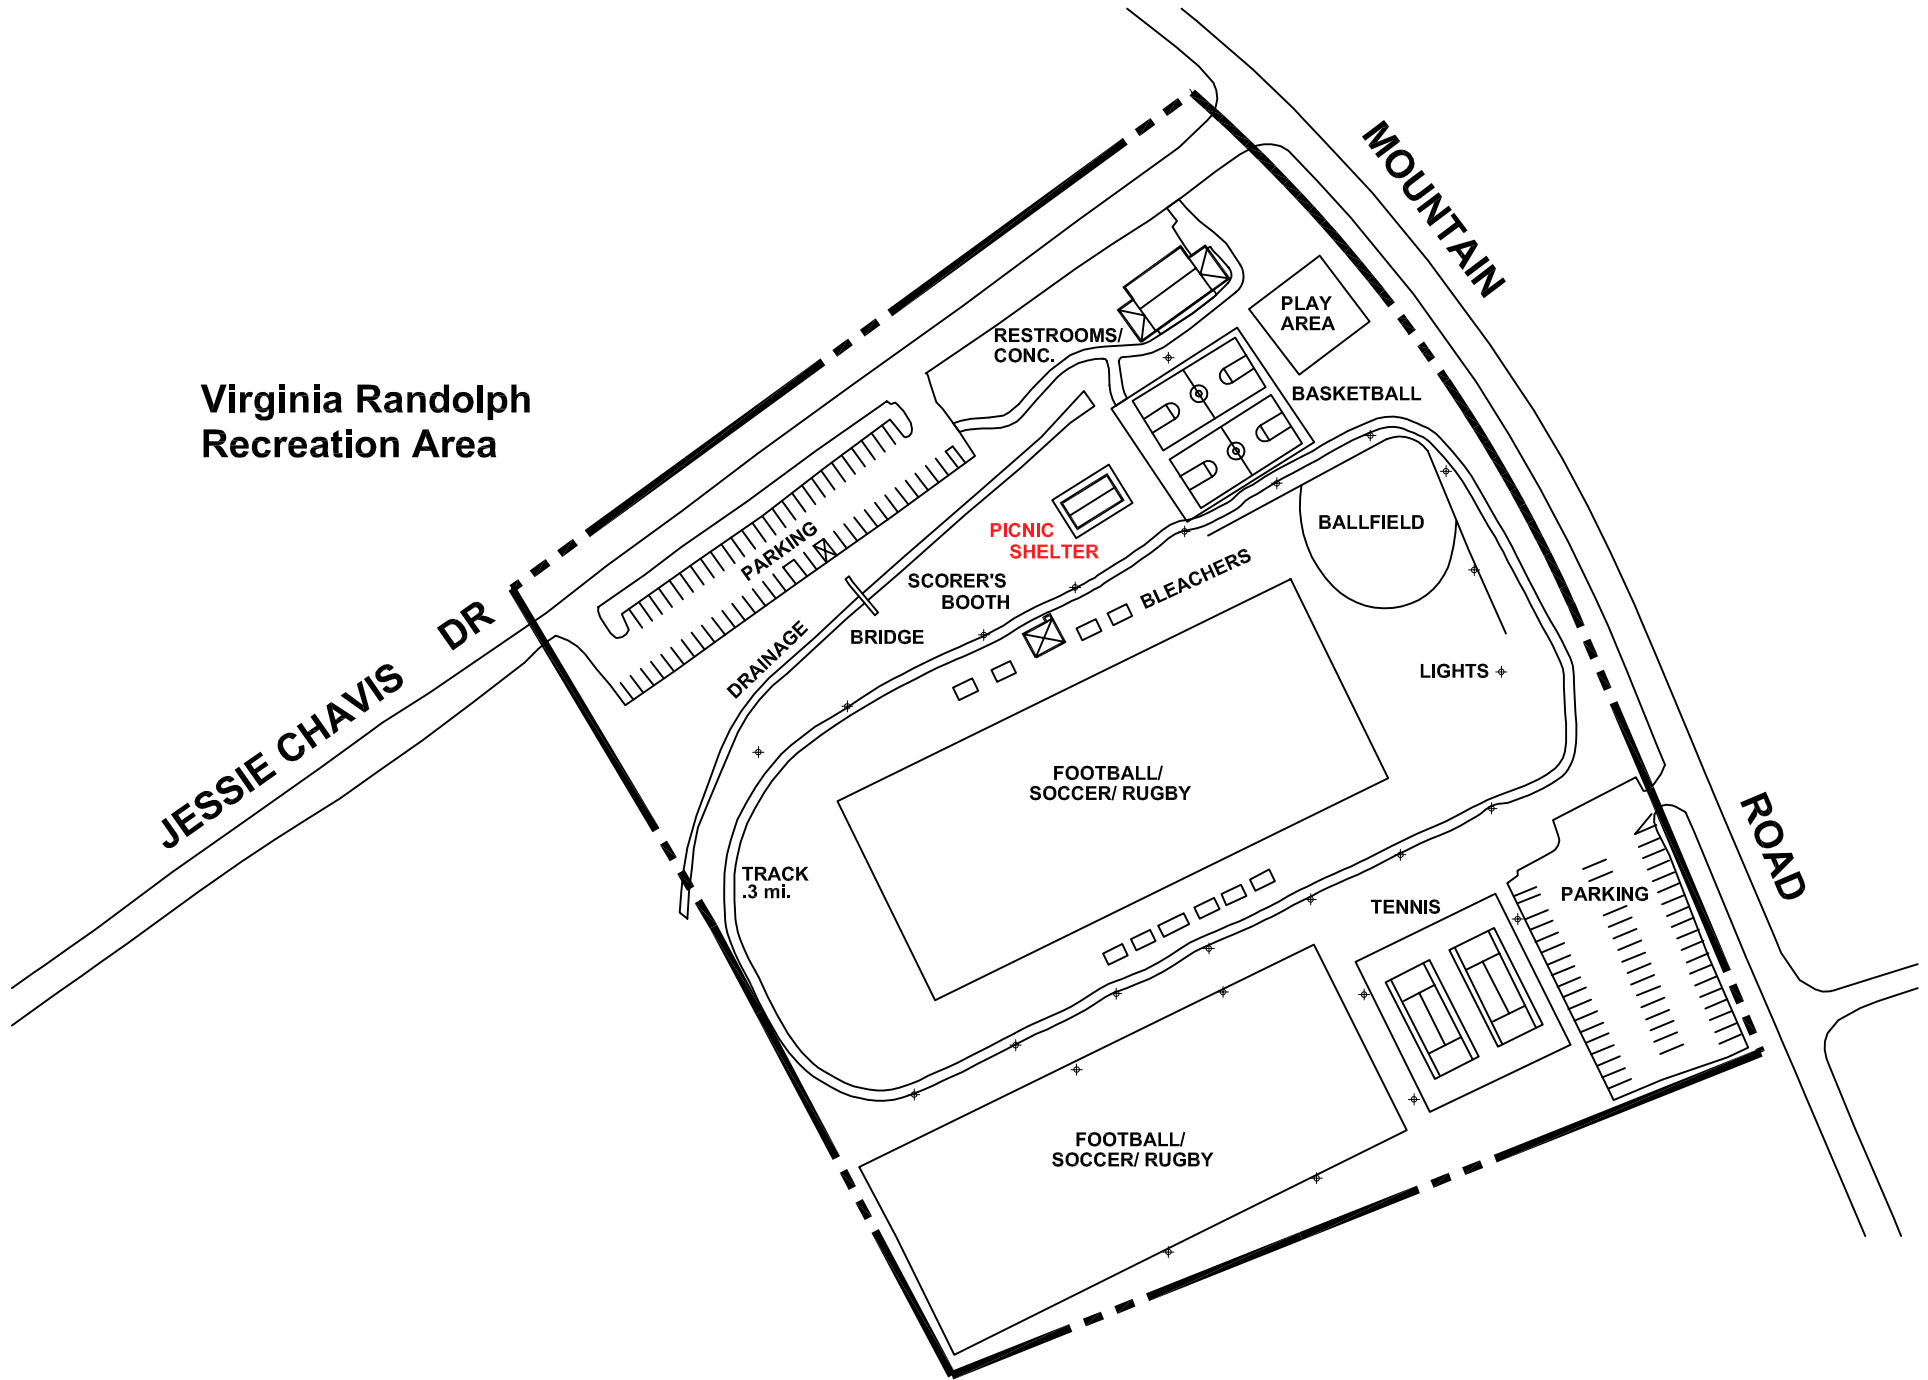 MOUNTAIN
PLAY
AREA
RESTROOMS/
CONC.
Virginia Randolph
Recreation Area
BASKETBALL
PARKING
PICNIC
SHELTER
BALLFIELD
SCORER'S
BOOTH
BLEACHERS
BRIDGE
DRAINAGE
JESSIE CHAVIS DR
LIGHTS
FOOTBALL/
SOCCER/ RUGBY
ROAD
TRACK
.3 mi.
TENNIS
PARKING
FOOTBALL/
SOCCER/ RUGBY